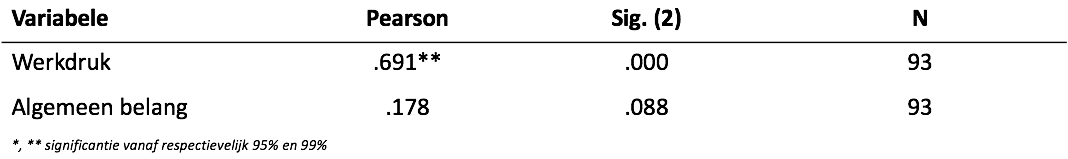 Variabele Pearson Sig. (2) N
Werkdruk .691** .000 93
Algemeen belang .178 .088 93
*, ** significantie vanaf respectievelijk 95% en 99%